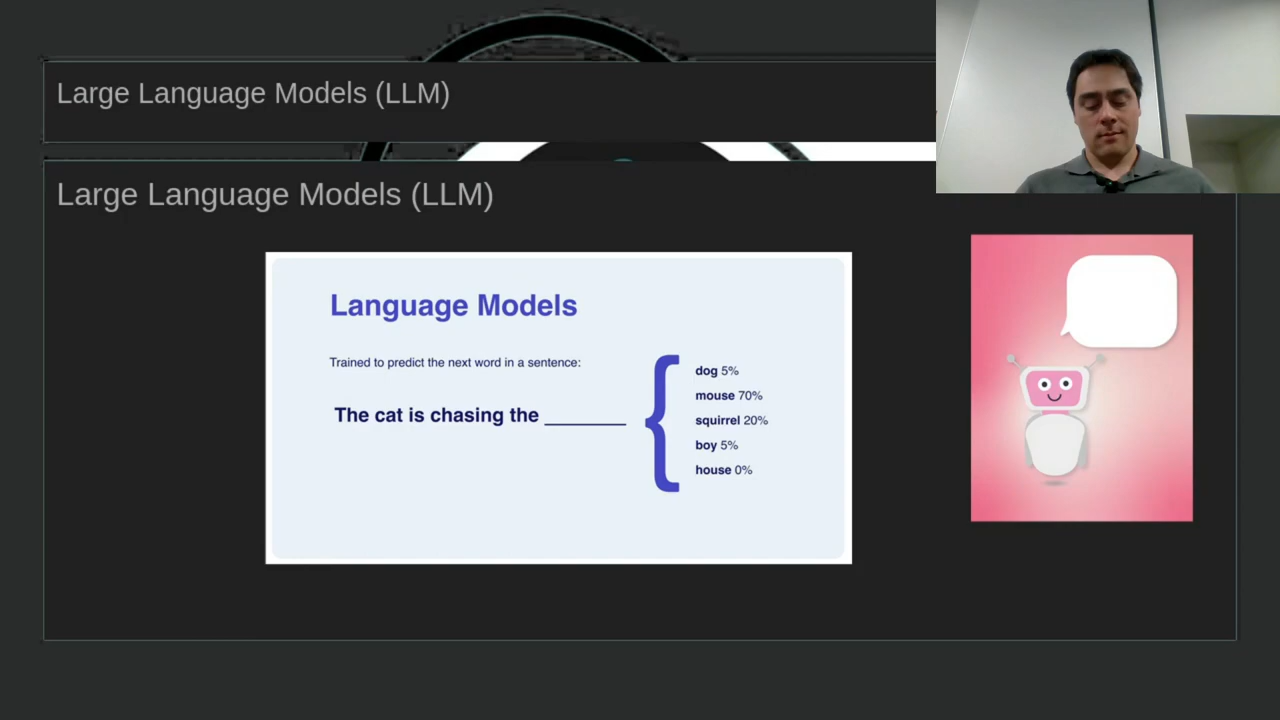 Large Language Models (LLM)
Large Language Models (LLM)
Language Models
Trained to predict the next word in a sentence:
The cat is chasing the ________
dog 5%
mouse 70%
squirrel 20%
boy 5%
house 0%